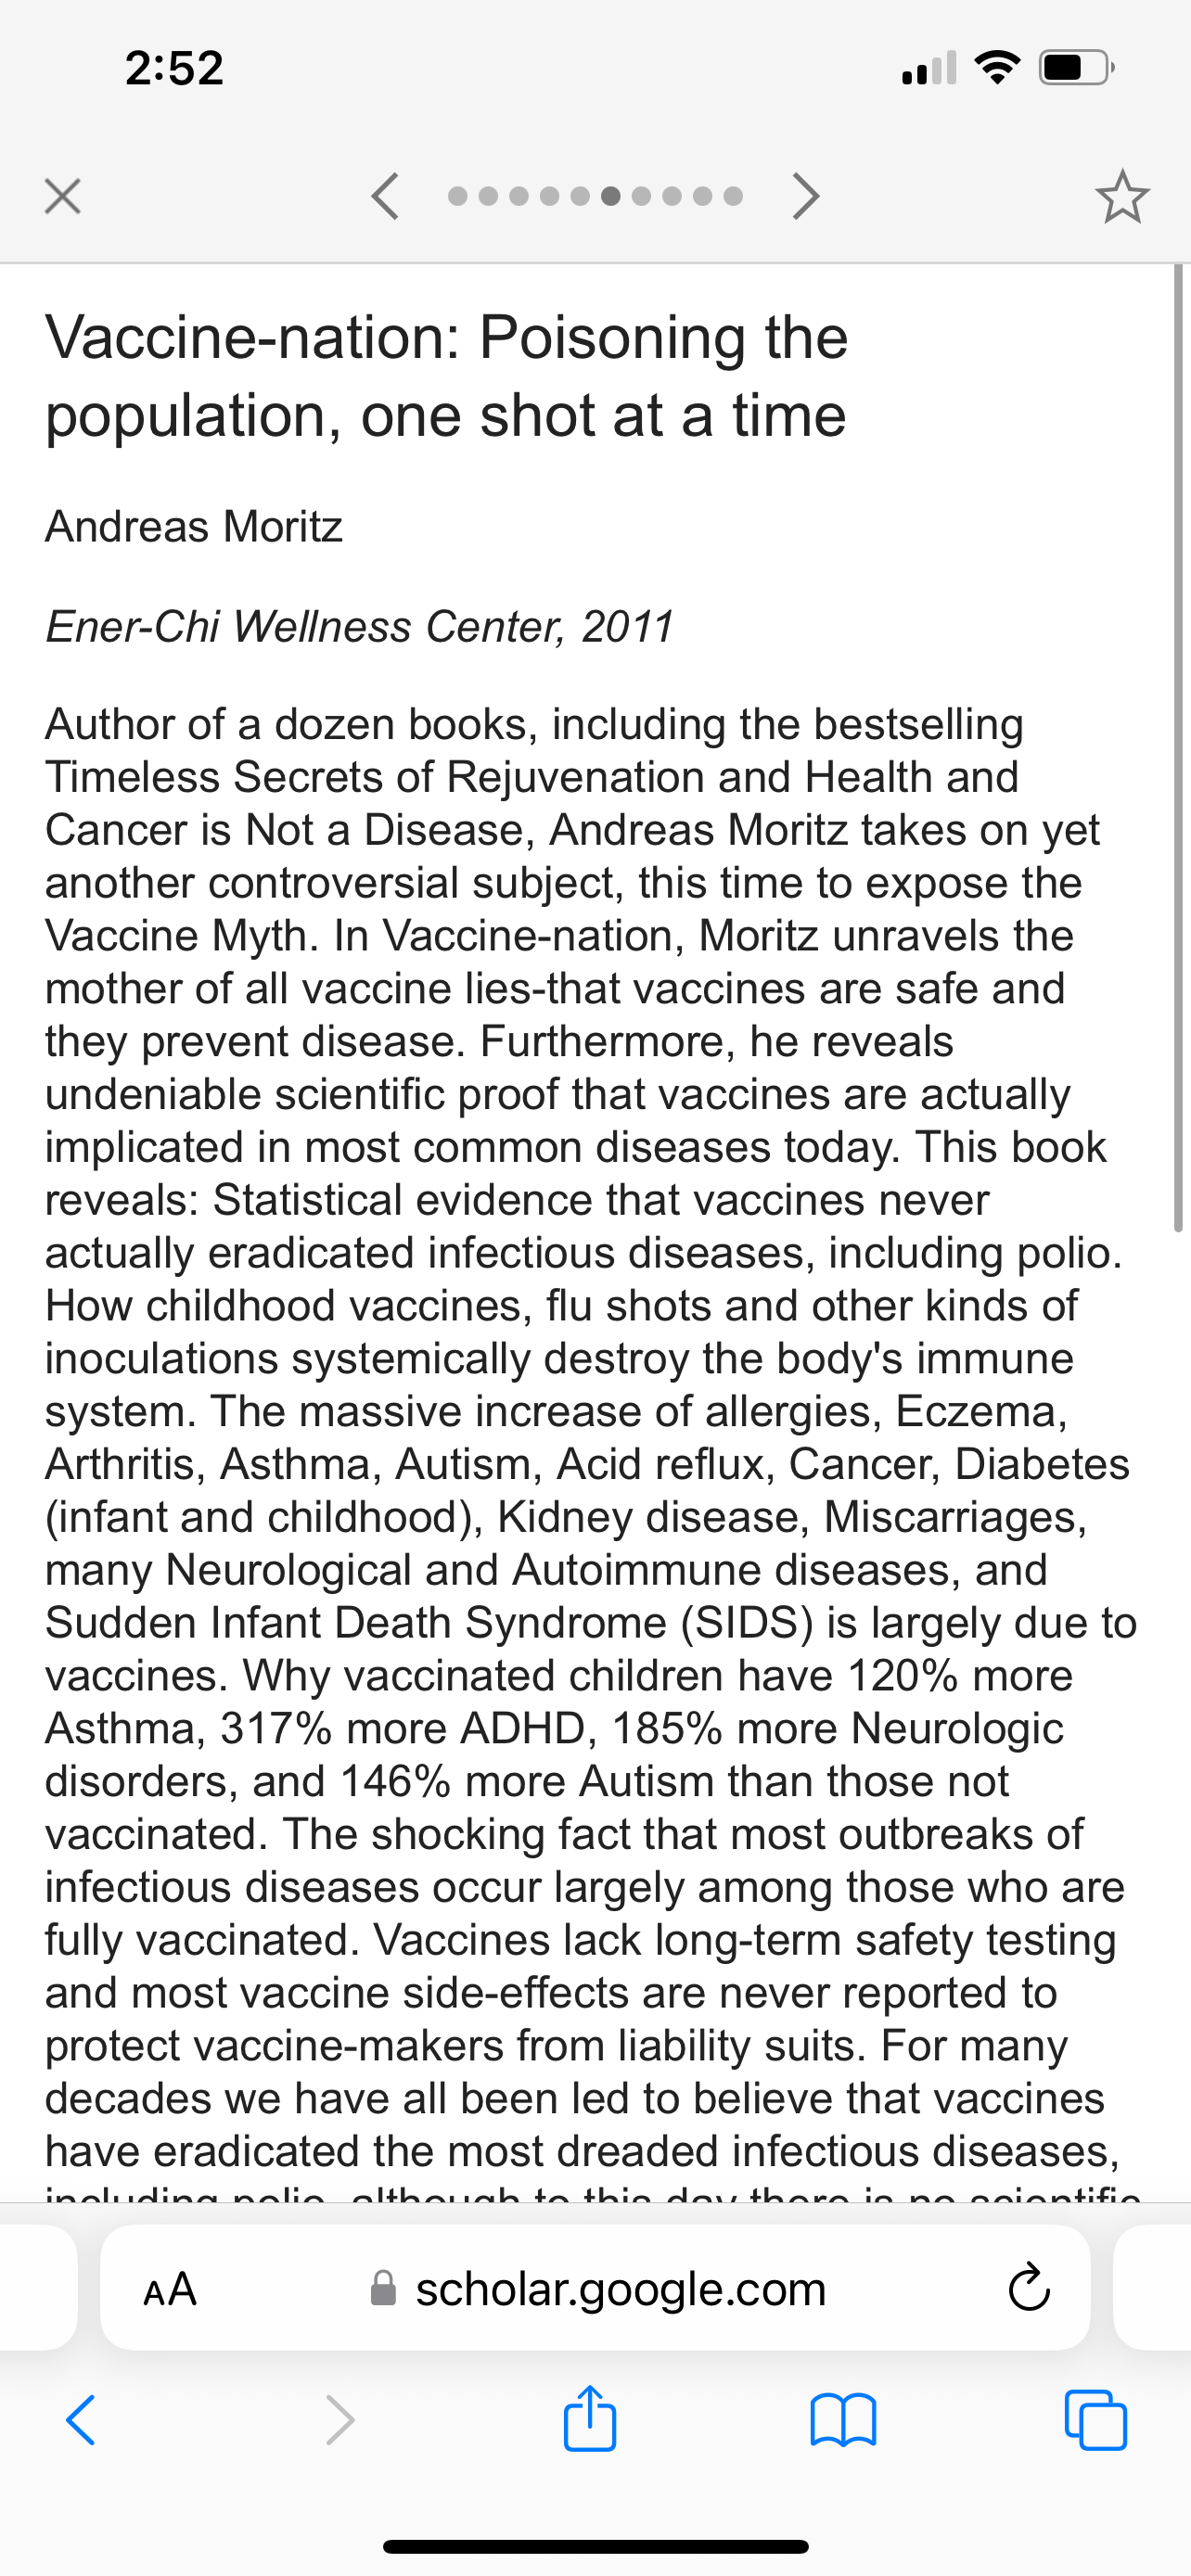 2:52
Vaccine-nation: Poisoning the
population, one shot at a time
Andreas Moritz
Ener-Chi Wellness Center, 2011
Author of a dozen books, including the bestselling
Timeless Secrets of Rejuvenation and Health and
Cancer is Not a Disease, Andreas Moritz takes on yet
another controversial subject, this time to expose the
Vaccine Myth. In Vaccine-nation, Moritz unravels the
mother of all vaccine lies-that vaccines are safe and
they prevent disease. Furthermore, he reveals
undeniable scientific proof that vaccines are actually
implicated in most common diseases today. This book
reveals: Statistical evidence that vaccines never
actually eradicated infectious diseases, including polio.
How childhood vaccines, flu shots and other kinds of
inoculations systemically destroy the body's immune
system. The massive increase of allergies, Eczema,
Arthritis, Asthma, Autism, Acid reflux, Cancer, Diabetes
(infant and childhood), Kidney disease, Miscarriages,
many Neurological and Autoimmune diseases, and
Sudden Infant Death Syndrome (SIDS) is largely due to
vaccines. Why vaccinated children have 120% more
Asthma, 317% more ADHD, 185% more Neurologic
disorders, and 146% more Autism than those not
vaccinated. The shocking fact that most outbreaks of
infectious diseases occur largely among those who are
fully vaccinated. Vaccines lack long-term safety testing
and most vaccine side-effects are never reported to
protect vaccine-makers from liability suits. For many
decades we have all been led to believe that vaccines
have eradicated the most dreaded infectious diseases,
including polio, although to this day there is no scientific
AA scholar.google.com